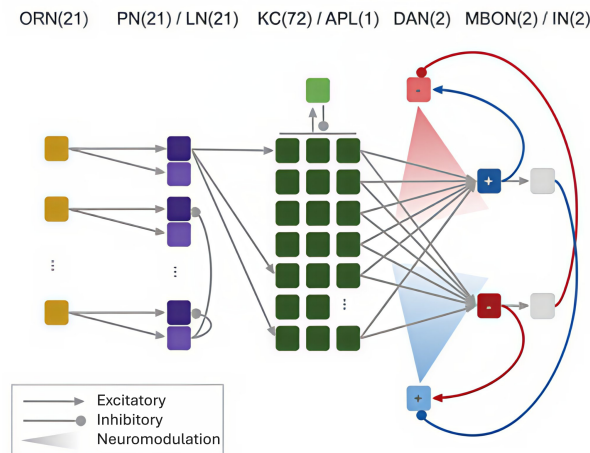 ORN(21) PN(21) / LN(21) KC(72) / APL(1) DAN(2) MBON(2) / IN(2)
-
+
...
...
...
-
+
Excitatory
Inhibitory
Neuromodulation